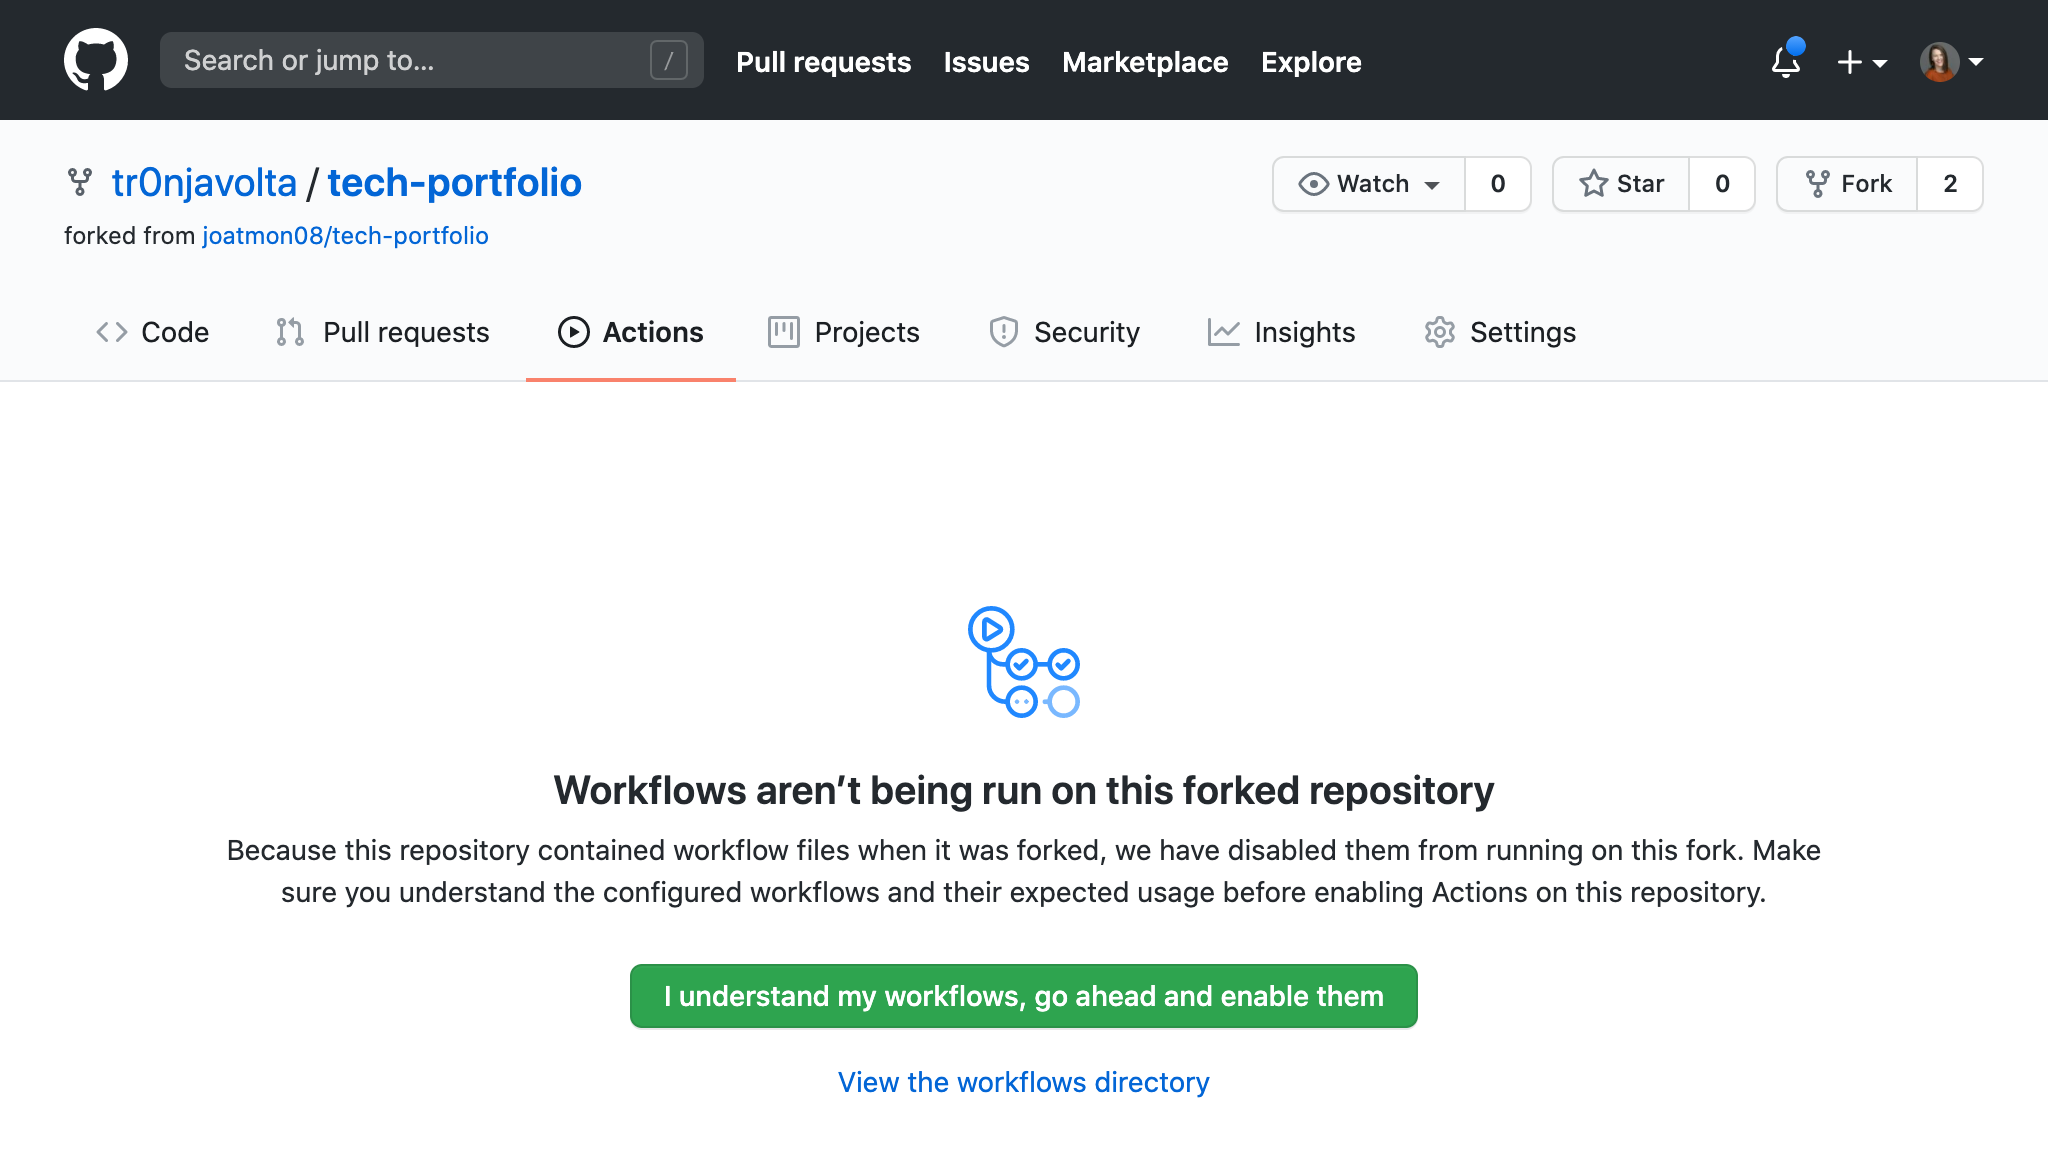 Search or jump to... /
Pull requests Issues Marketplace Explore
tr0njavolta / tech-portfolio
forked from joatmon08/tech-portfolio
Watch 0 Star 0 Fork 2
Code Pull requests Actions Projects Security Insights Settings
Workflows aren’t being run on this forked repository
Because this repository contained workflow files when it was forked, we have disabled them from running on this fork. Make
sure you understand the configured workflows and their expected usage before enabling Actions on this repository.
I understand my workflows, go ahead and enable them
View the workflows directory